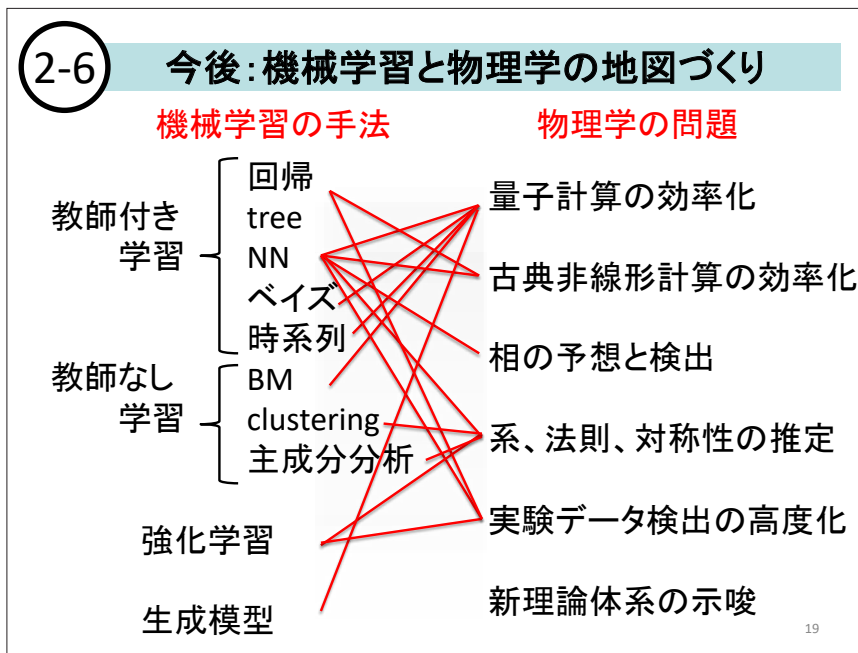 2-6
今後:機械学習と物理学の地図づくり
機械学習の手法
教師付き
学習
回帰
tree
NN
ベイズ
時系列
教師なし
学習
BM
clustering
主成分分析
強化学習
生成模型
物理学の問題
量子計算の効率化
古典非線形計算の効率化
相の予想と検出
系、法則、対称性の推定
実験データ検出の高度化
新理論体系の示唆
19